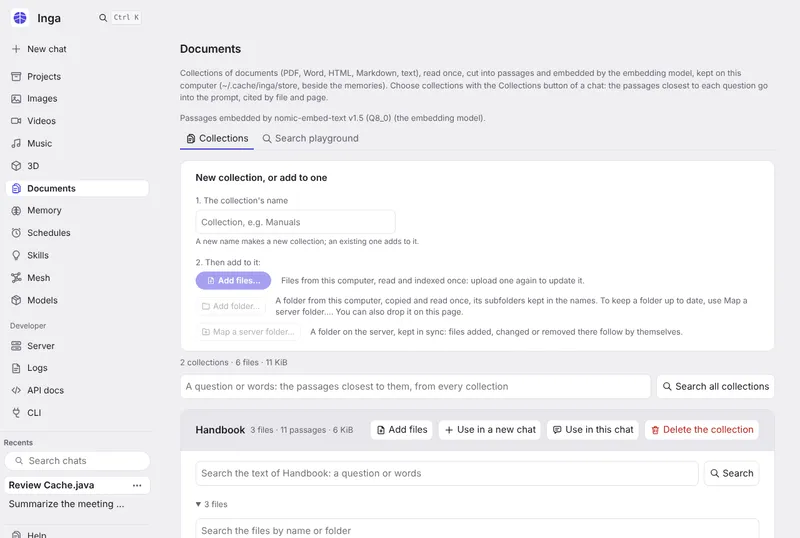 Inga
Ctrl K
New chat
Projects
Images
Videos
Music
3D
Documents
Memory
Schedules
Skills
Mesh
Models
Developer
Server
Logs
API docs
CLI
Recents
Search chats
Review Cache.java
Summarize the meeting ...
Help
Documents
Collections of documents (PDF, Word, HTML, Markdown, text), read once, cut into passages and embedded by the embedding model, kept on this
computer (~/.cache/inga/store, beside the memories). Choose collections with the Collections button of a chat: the passages closest to each question go
into the prompt, cited by file and page.
Passages embedded by nomic-embed-text v1.5 (Q8_0) (the embedding model).
Collections
Search playground
New collection, or add to one
1. The collection's name
Collection, e.g. Manuals
A new name makes a new collection; an existing one adds to it.
2. Then add to it:
Add files... Files from this computer, read and indexed once: upload one again to update it.
Add folder... A folder from this computer, copied and read once, its subfolders kept in the names. To keep a folder up to date, use Map a
server folder.... You can also drop it on this page.
Map a server folder... A folder on the server, kept in sync: files added, changed or removed there follow by themselves.
2 collections · 6 files · 11 KiB
A question or words: the passages closest to them, from every collection
Search all collections
Handbook 3 files · 11 passages · 6 KiB
Add files
Use in a new chat
Use in this chat
Delete the collection
Search the text of Handbook: a question or words
Search
▾ 3 files
Search the files by name or folder